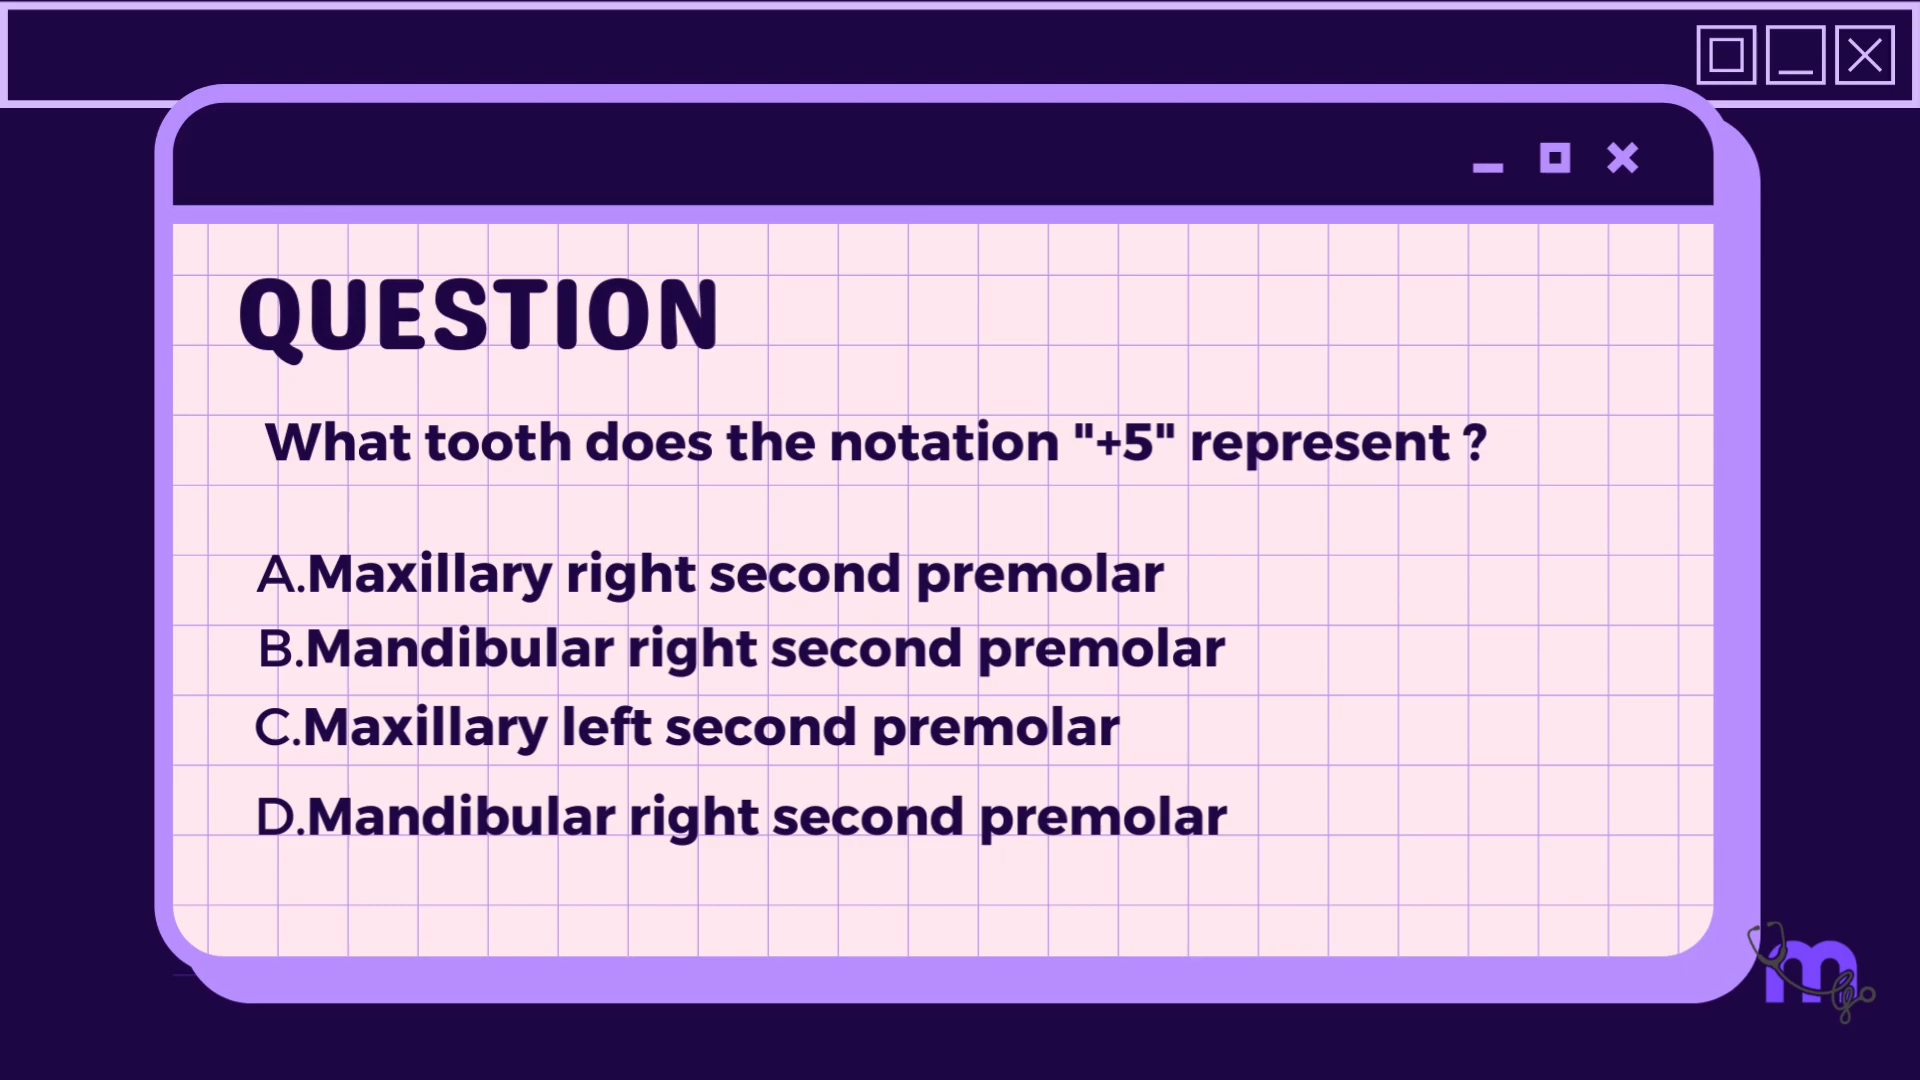 QUESTION
What tooth does the notation "+5" represent ?
A.Maxillary right second premolar
B.Mandibular right second premolar
C.Maxillary left second premolar
D.Mandibular right second premolar
m
go